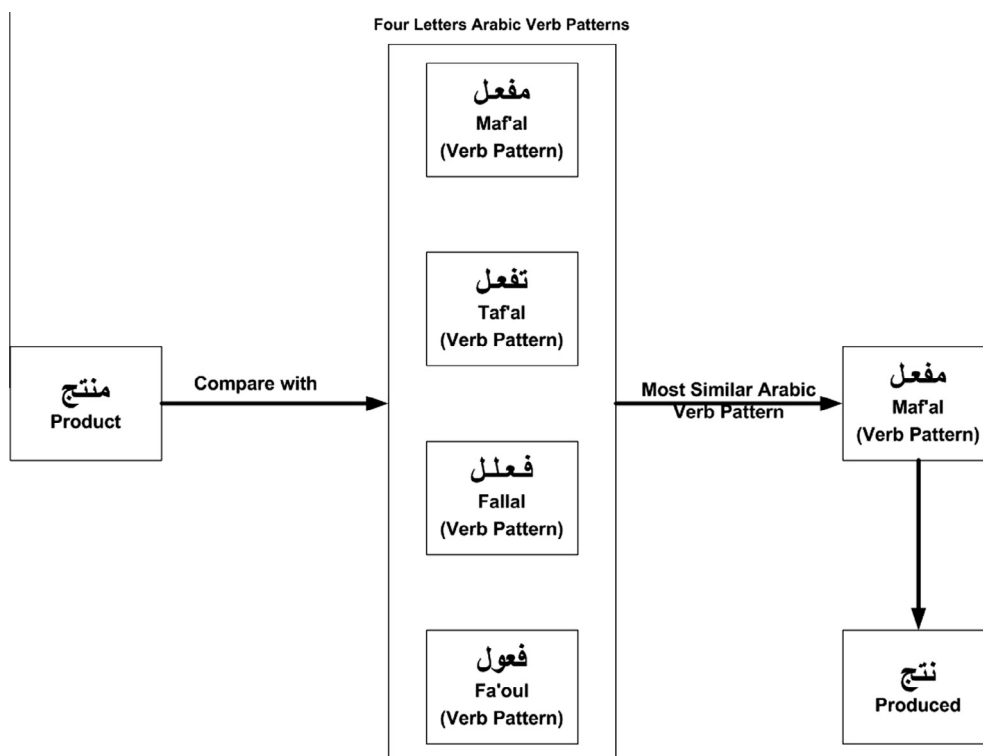 Four Letters Arabic Verb Patterns
مفعل
Maf'al
(Verb Pattern)
تفعل
Taf'al
(Verb Pattern)
منتج
Product
Compare with
فعلل
Fallal
(Verb Pattern)
فعول
Fa'oul
(Verb Pattern)
Most Similar Arabic
Verb Pattern
مفعل
Maf'al
(Verb Pattern)
نتج
Produced